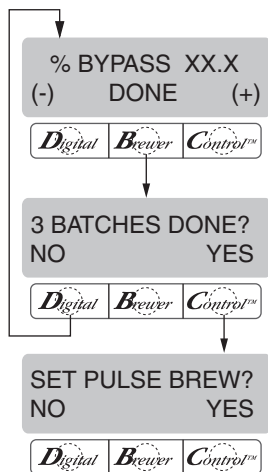 % BYPASS XX.X
(-) DONE (+)
Digital Brewer Control™
3 BATCHES DONE?
NO YES
Digital Brewer Control™
SET PULSE BREW?
NO YES
Digital Brewer Control™